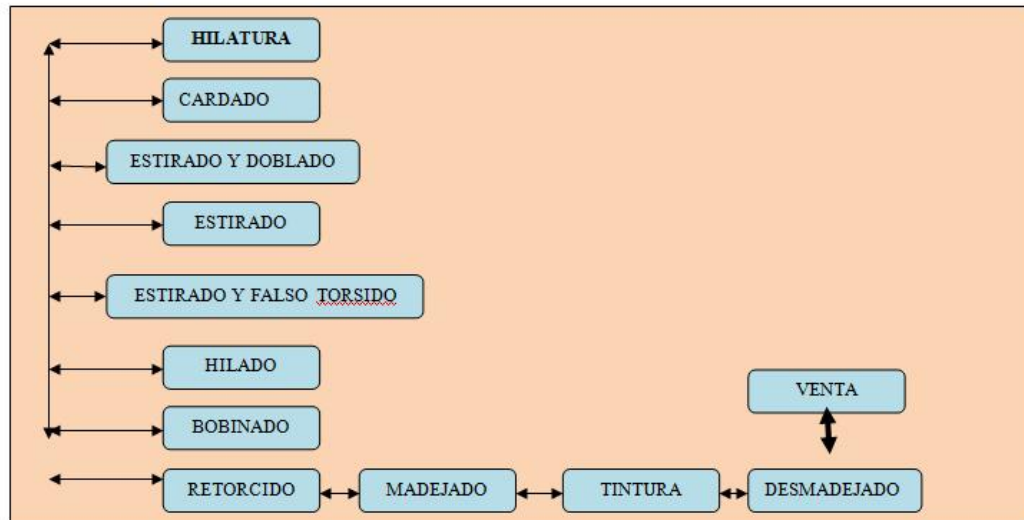 HILATURA
CARDADO
ESTIRADO Y DOBLADO
ESTIRADO
ESTIRADO Y FALSO TORSIDO
HILADO
VENTA
BOBINADO
RETORCIDO
MADEJADO
TINTURA
DESMADEJADO